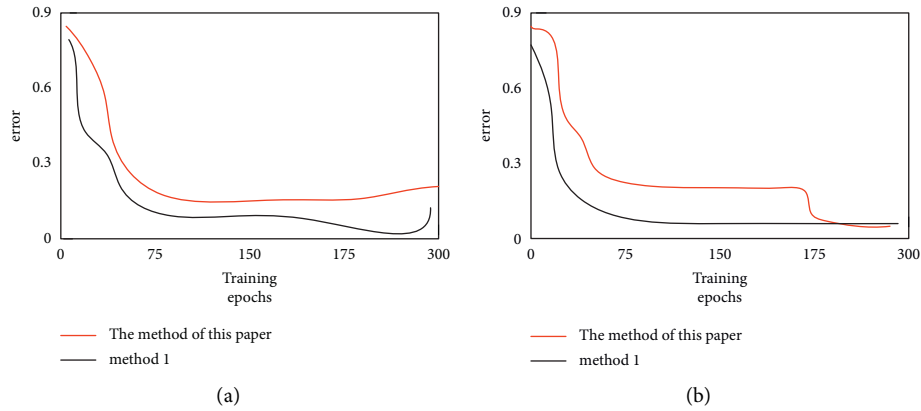 0.9
0.6
0.3
0
error
0
75
150
175
300
Training
epochs
The method of this paper
method 1
(a)
0.9
0.6
0.3
0
error
0
75
150
175
300
Training
epochs
The method of this paper
method 1
(b)